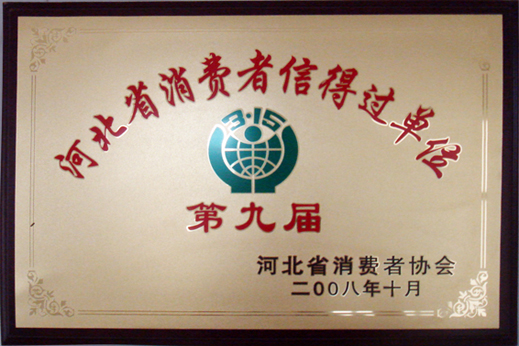 河北省消费者信得过单位
3·15
第九届
河北省消费者协会
二00八年十月